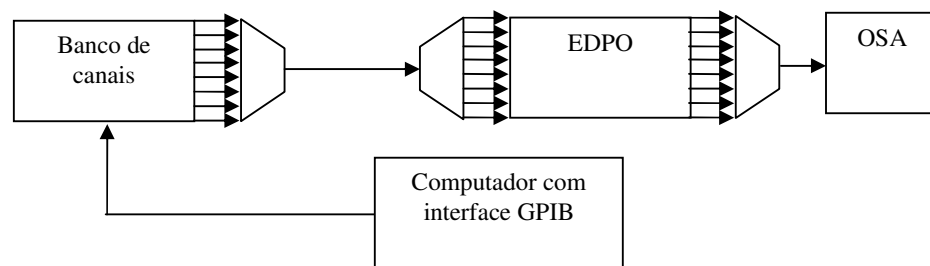 Banco de
canais
EDPO
OSA
Computador com
interface GPIB